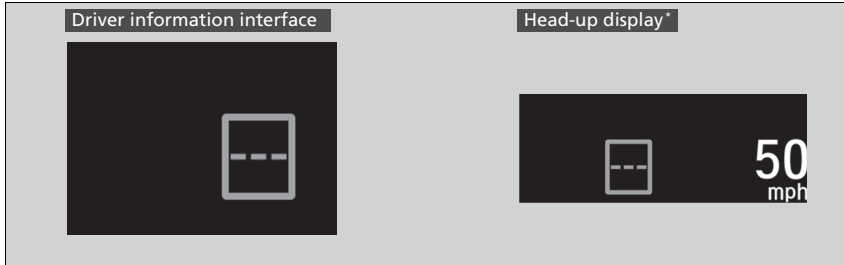 Driver information interface
Head-up display*
---
---
50
mph